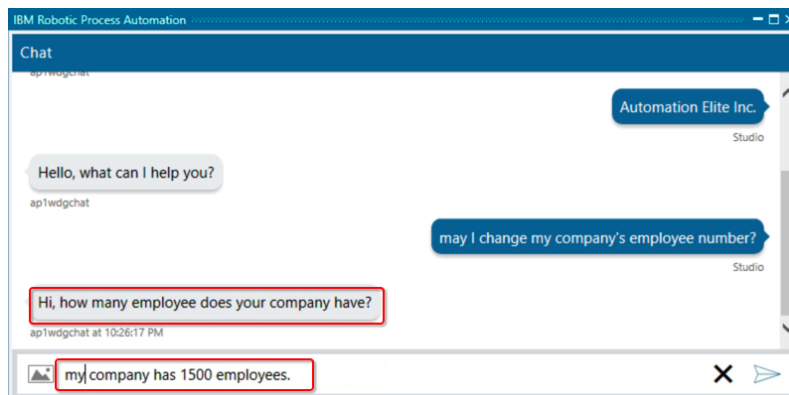 IBM Robotic Process Automation
Chat
ap1wdgchat
Automation Elite Inc.
Studio
Hello, what can I help you?
ap1wdgchat
may I change my company's employee number?
Studio
Hi, how many employee does your company have?
ap1wdgchat at 10:26:17 PM
my company has 1500 employees.